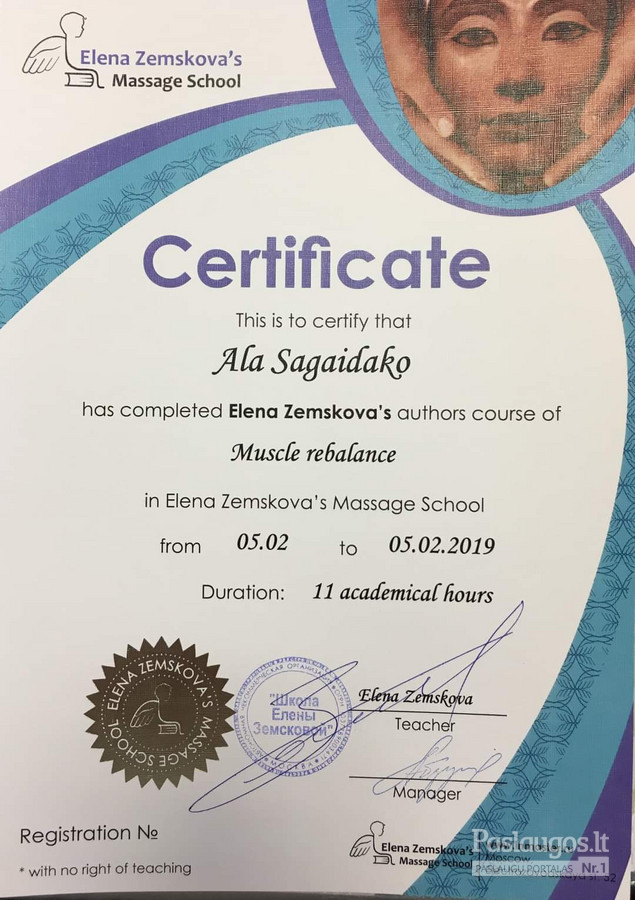 Elena Zemskova's
Massage School
Certificate
This is to certify that
Ala Sagaidako
has completed Elena Zemskova's authors course of
Muscle rebalance
in Elena Zemskova's Massage School
from 05.02 to 05.02.2019
Duration: 11 academical hours
ELENA ZEMSKOVA'S MASSAGE SCHOOL
"Школа
Елены
Земсковой"
МОСКВА
Elena Zemskova
Teacher
Manager
Registration №
* with no right of teaching
Elena Zemskova's
Massage School
Moscow
Paslaugos.lt
PASLAUGŲ PORTALAS Nr.1